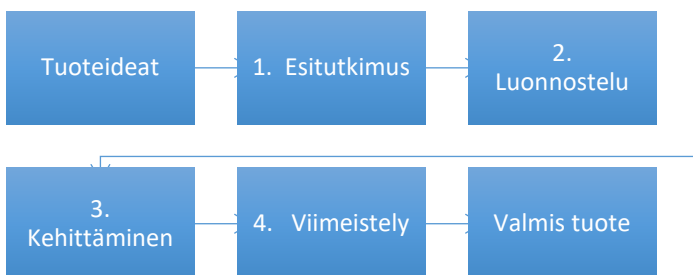 Tuoteideat
1. Esitutkimus
2.
Luonnostelu
3.
Kehittäminen
4. Viimeistely
Valmis tuote